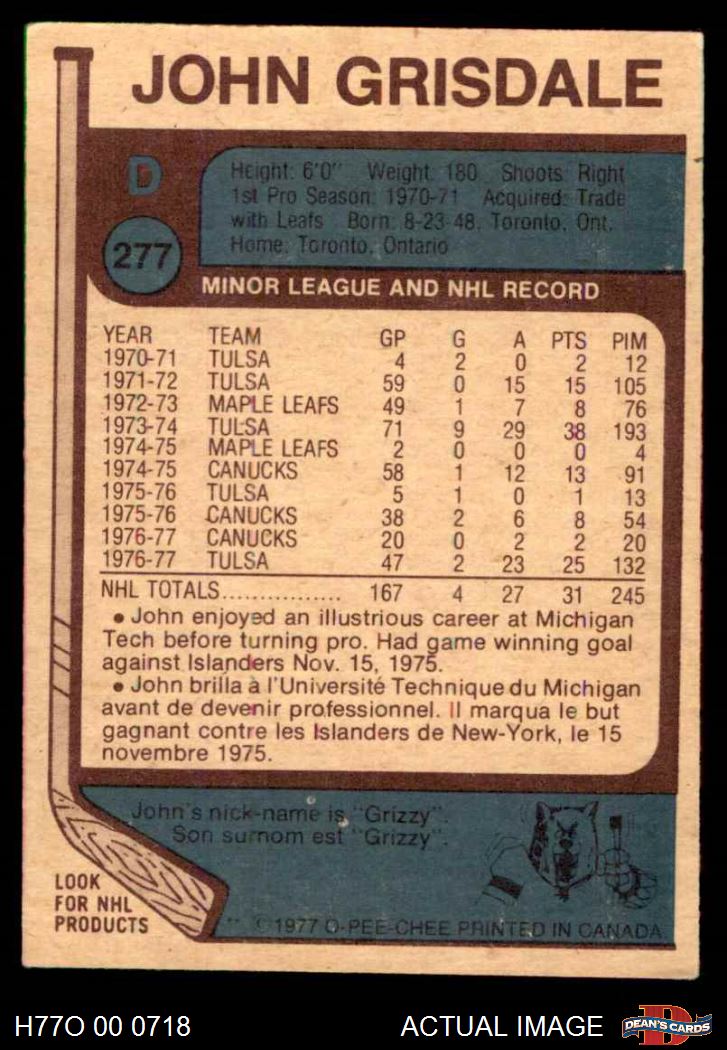 JOHN GRISDALE
D
277
Height: 6'0" Weight: 180 Shoots: Right
1st Pro Season: 1970-71 Acquired: Trade
with Leafs Born: 8-23-48, Toronto, Ont.
Home: Toronto, Ontario
MINOR LEAGUE AND NHL RECORD
YEAR TEAM GP G A PTS PIM
1970-71 TULSA 4 2 0 2 12
1971-72 TULSA 59 0 15 15 105
1972-73 MAPLE LEAFS 49 1 7 8 76
1973-74 TULSA 71 9 29 38 193
1974-75 MAPLE LEAFS 2 0 0 0 4
1974-75 CANUCKS 58 1 12 13 91
1975-76 TULSA 5 1 0 1 13
1975-76 CANUCKS 38 2 6 8 54
1976-77 CANUCKS 20 0 2 2 20
1976-77 TULSA 47 2 23 25 132
NHL TOTALS................ 167 4 27 31 245
• John enjoyed an illustrious career at Michigan
Tech before turning pro. Had game winning goal
against Islanders Nov. 15, 1975.
• John brilla à l'Université Technique du Michigan
avant de devenir professionnel. Il marqua le but
gagnant contre les Islanders de New-York, le 15
novembre 1975.
John's nick-name is "Grizzy".
Son surnom est "Grizzy".
LOOK
FOR NHL
PRODUCTS
** ©1977 O-PEE-CHEE PRINTED IN CANADA
H77O 00 0718
ACTUAL IMAGE
D
DEAN'S CARDS